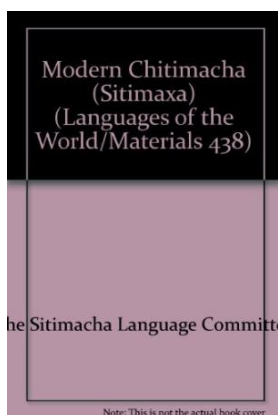 Modern Chitimacha
(Sitimaxa)
(Languages of the
World/Materials 438)
he Sitimacha Language Committe
Note: This is not the actual book cover